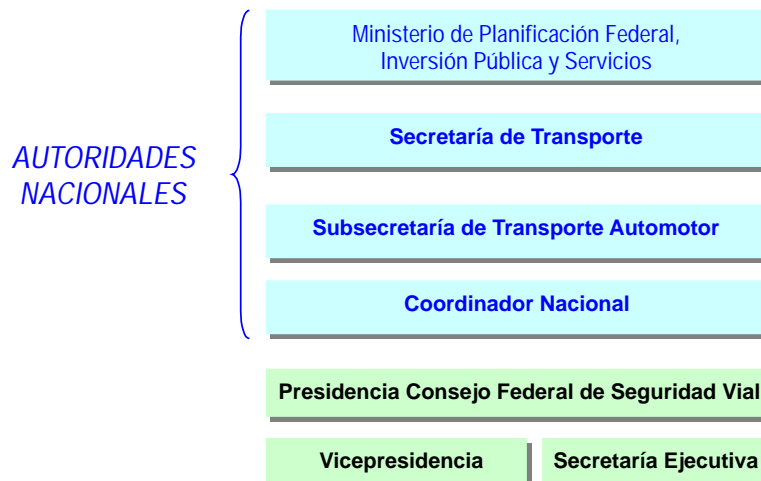 Ministerio de Planificación Federal,
Inversión Pública y Servicios
AUTORIDADES
NACIONALES
Secretaría de Transporte
Subsecretaría de Transporte Automotor
Coordinador Nacional
Presidencia Consejo Federal de Seguridad Vial
Vicepresidencia
Secretaría Ejecutiva